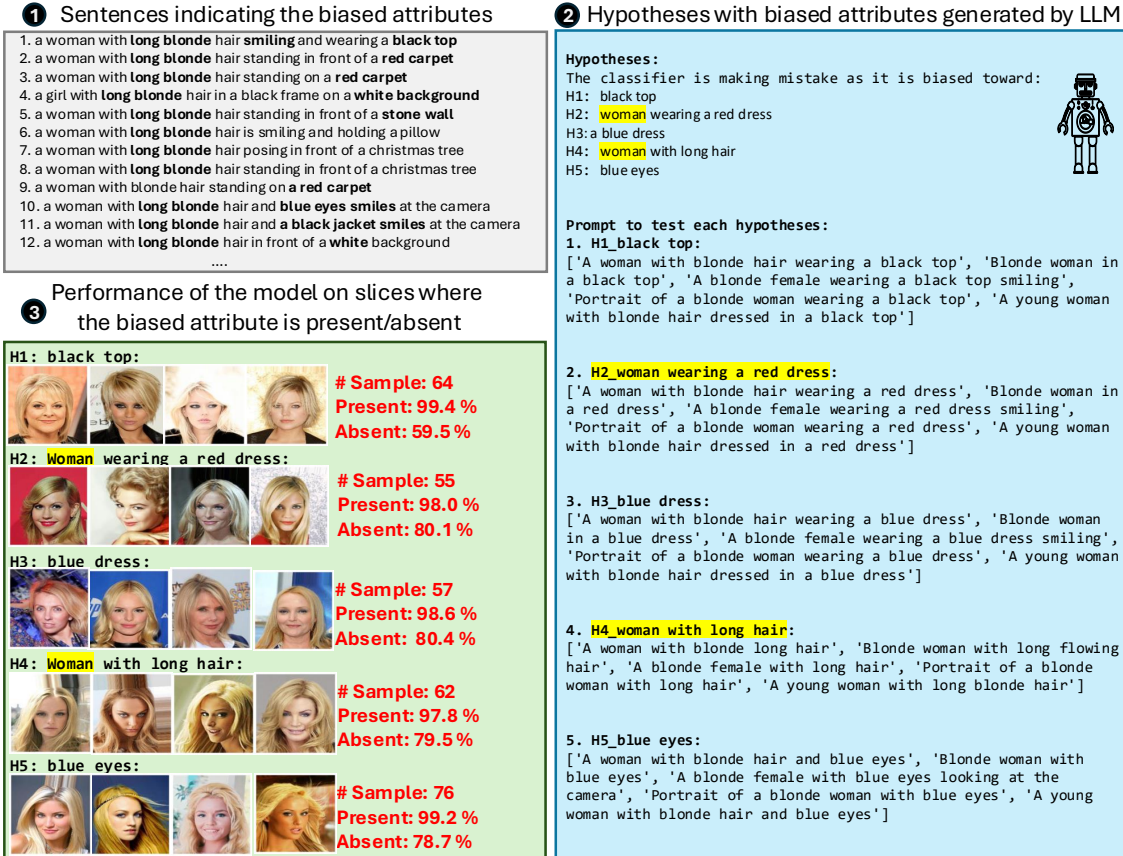 1 Sentences indicating the biased attributes
1. a woman with long blonde hair smiling and wearing a black top
2. a woman with long blonde hair standing in front of a red carpet
3. a woman with long blonde hair standing on a red carpet
4. a girl with long blonde hair in a black frame on a white background
5. a woman with long blonde hair standing in front of a stone wall
6. a woman with long blonde hair is smiling and holding a pillow
7. a woman with long blonde hair posing in front of a christmas tree
8. a woman with long blonde hair standing in front of a christmas tree
9. a woman with blonde hair standing on a red carpet
10. a woman with long blonde hair and blue eyes smiles at the camera
11. a woman with long blonde hair and a black jacket smiles at the camera
12. a woman with long blonde hair in front of a white background
....
2 Hypotheses with biased attributes generated by LLM
Hypotheses:
The classifier is making mistake as it is biased toward:
H1: black top
H2: woman wearing a red dress
H3: a blue dress
H4: woman with long hair
H5: blue eyes
Prompt to test each hypotheses:
1. H1_black top:
['A woman with blonde hair wearing a black top', 'Blonde woman in
a black top', 'A blonde female wearing a black top smiling',
'Portrait of a blonde woman wearing a black top', 'A young woman
with blonde hair dressed in a black top']
2. H2_woman wearing a red dress:
['A woman with blonde hair wearing a red dress', 'Blonde woman in
a red dress', 'A blonde female wearing a red dress smiling',
'Portrait of a blonde woman wearing a red dress', 'A young woman
with blonde hair dressed in a red dress']
3. H3_blue dress:
['A woman with blonde hair wearing a blue dress', 'Blonde woman
in a blue dress', 'A blonde female wearing a blue dress smiling',
'Portrait of a blonde woman wearing a blue dress', 'A young woman
with blonde hair dressed in a blue dress']
4. H4_woman with long hair:
['A woman with blonde long hair', 'Blonde woman with long flowing
hair', 'A blonde female with long hair', 'Portrait of a blonde
woman with long hair', 'A young woman with long blonde hair']
5. H5_blue eyes:
['A woman with blonde hair and blue eyes', 'Blonde woman with
blue eyes', 'A blonde female with blue eyes looking at the
camera', 'Portrait of a blonde woman with blue eyes', 'A young
woman with blonde hair and blue eyes']
3 Performance of the model on slices where
the biased attribute is present/absent
H1: black top:
# Sample: 64
Present: 99.4 %
Absent: 59.5 %
H2: Woman wearing a red dress:
# Sample: 55
Present: 98.0 %
Absent: 80.1 %
H3: blue dress:
# Sample: 57
Present: 98.6 %
Absent: 80.4 %
H4: Woman with long hair:
# Sample: 62
Present: 97.8 %
Absent: 79.5 %
H5: blue eyes:
# Sample: 76
Present: 99.2 %
Absent: 78.7 %